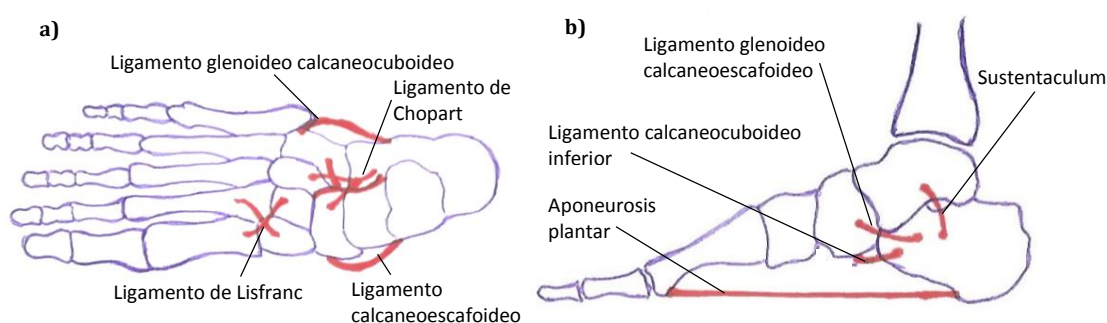 a)
Ligamento glenoideo calcaneocuboideo
Ligamento de
Chopart
Ligamento de Lisfranc
Ligamento
calcaneoescafoideo
b)
Ligamento glenoideo
calcaneoescafoideo
Sustentaculum
Ligamento calcaneocuboideo
inferior
Aponeurosis
plantar